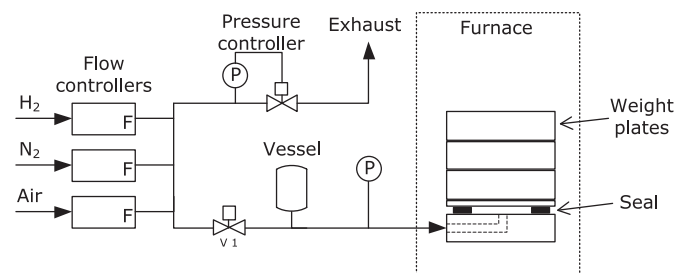 Pressure
controller
Exhaust
Furnace
Flow
controllers
P
H2
F
Weight
plates
N2
F
Vessel
P
Air
F
Seal
V 1